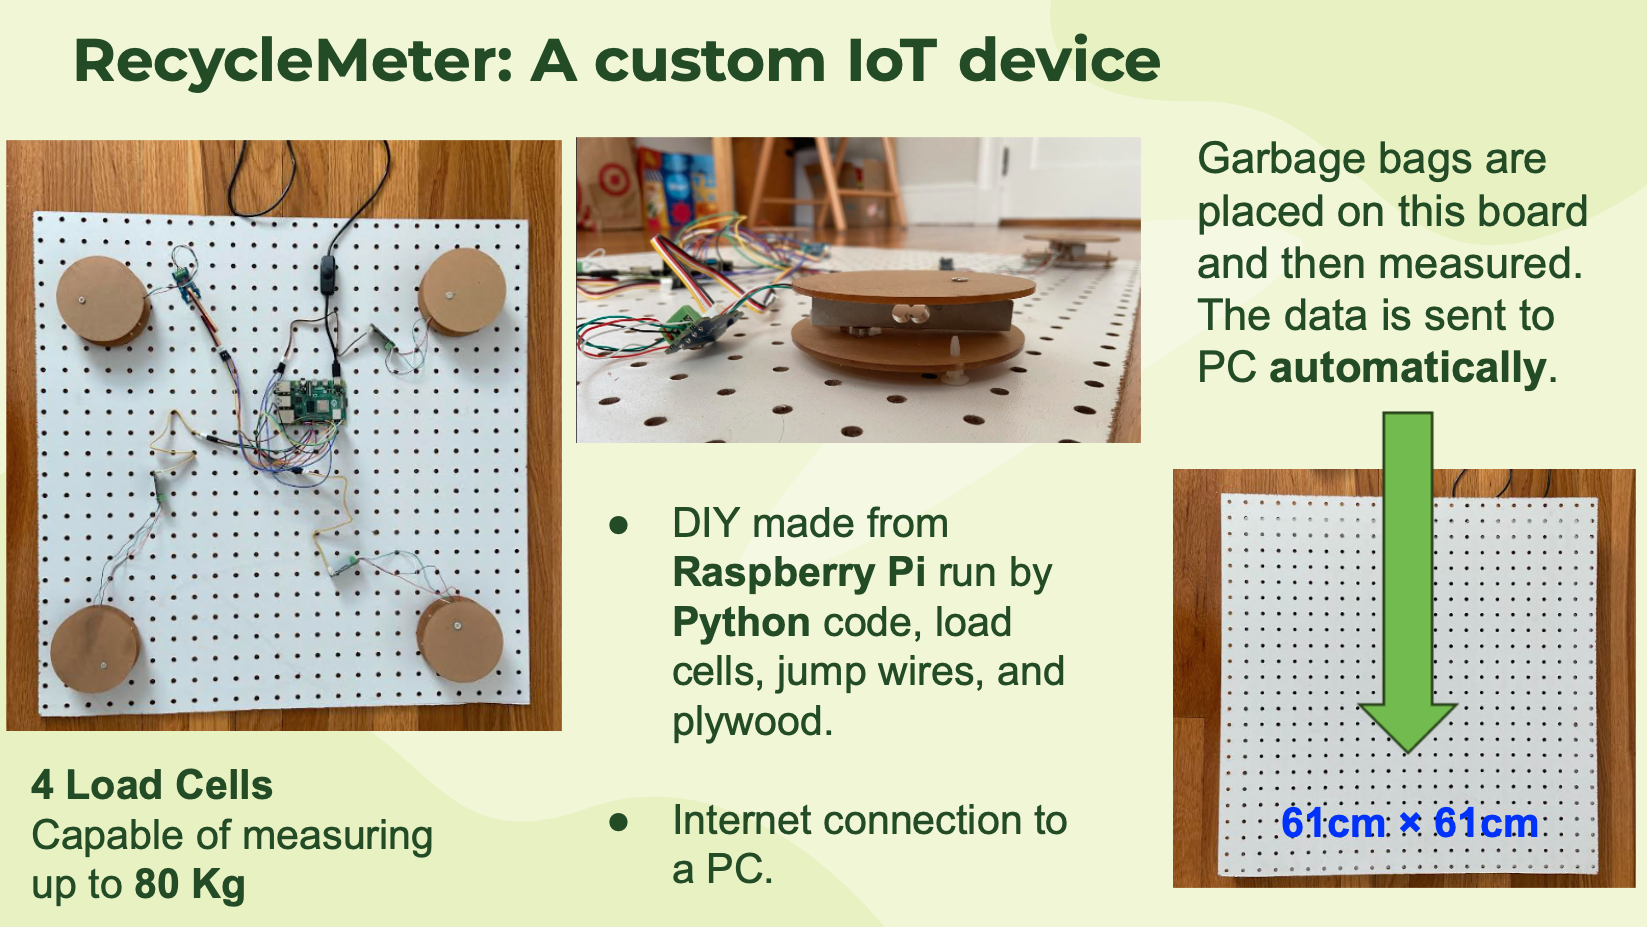 RecycleMeter: A custom IoT device
4 Load Cells
Capable of measuring
up to 80 Kg
● DIY made from
Raspberry Pi run by
Python code, load
cells, jump wires, and
plywood.
● Internet connection to
a PC.
Garbage bags are
placed on this board
and then measured.
The data is sent to
PC automatically.
61cm × 61cm